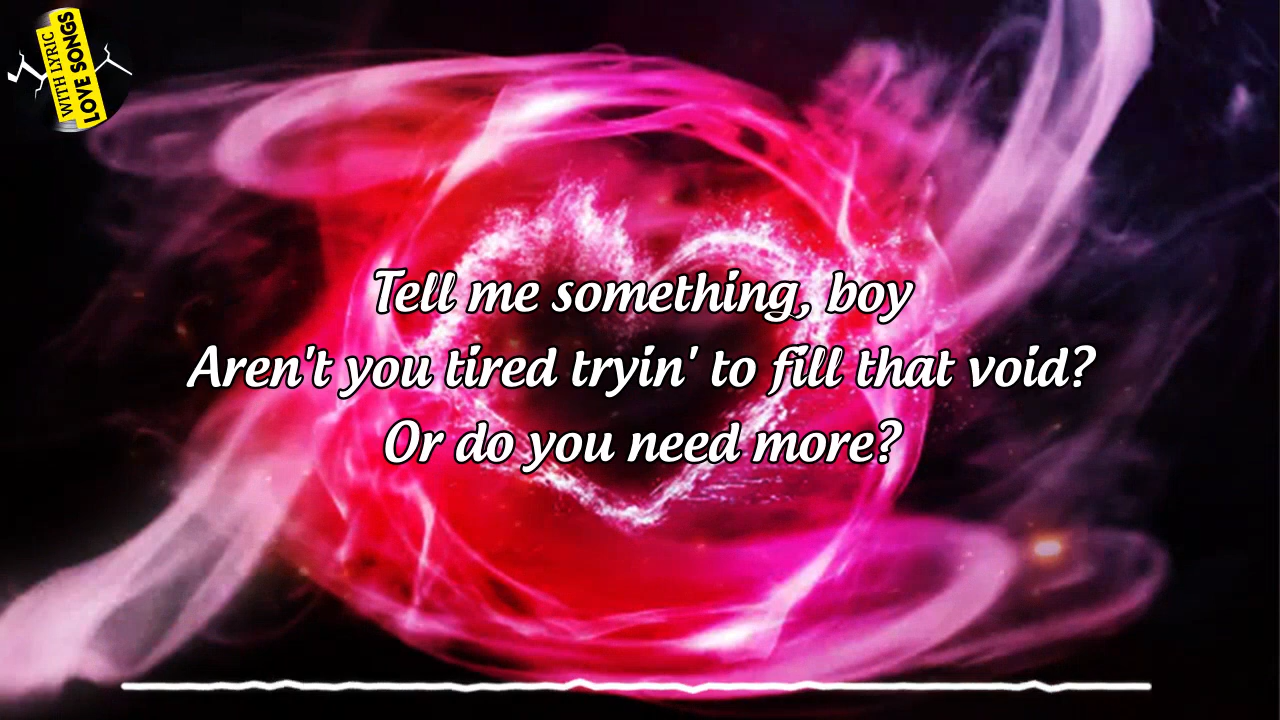 WITH LYRIC
LOVE SONGS
Tell me something, boy
Aren't you tired tryin' to fill that void?
Or do you need more?